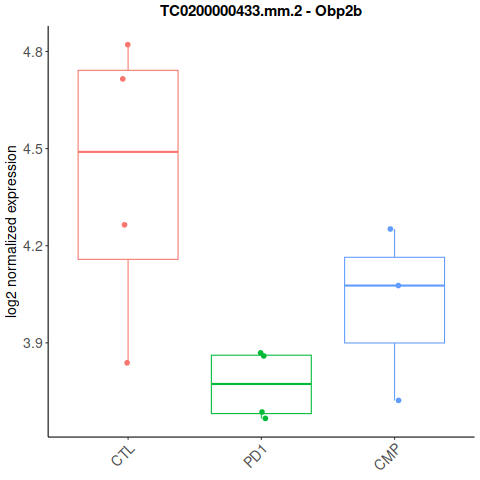 TC0200000433.mm.2 - Obp2b
log2 normalized expression
4.8
4.5
4.2
3.9
CTL
PD1
CMP